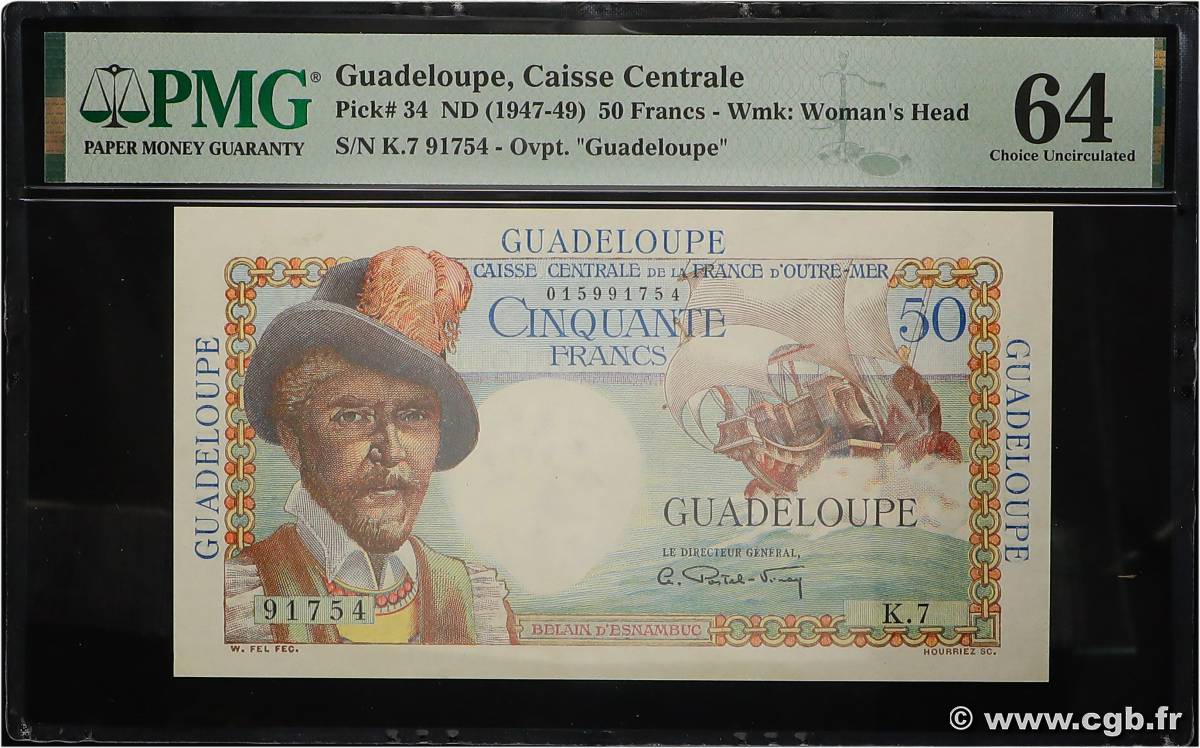 PMG®
PAPER MONEY GUARANTY
Guadeloupe, Caisse Centrale
Pick# 34 ND (1947-49) 50 Francs - Wmk: Woman's Head
S/N K.7 91754 - Ovpt. "Guadeloupe"
64
Choice Uncirculated
GUADELOUPE
CAISSE CENTRALE DE LA FRANCE D'OUTRE-MER
015991754
CINQUANTE
FRANCS
50
GUADELOUPE
GUADELOUPE
GUADELOUPE
LE DIRECTEUR GÉNÉRAL,
91754
K.7
BELAIN D'ESNAMBUC
W. FEL FEC.
HOURRIEZ SC.
© www.cgb.fr